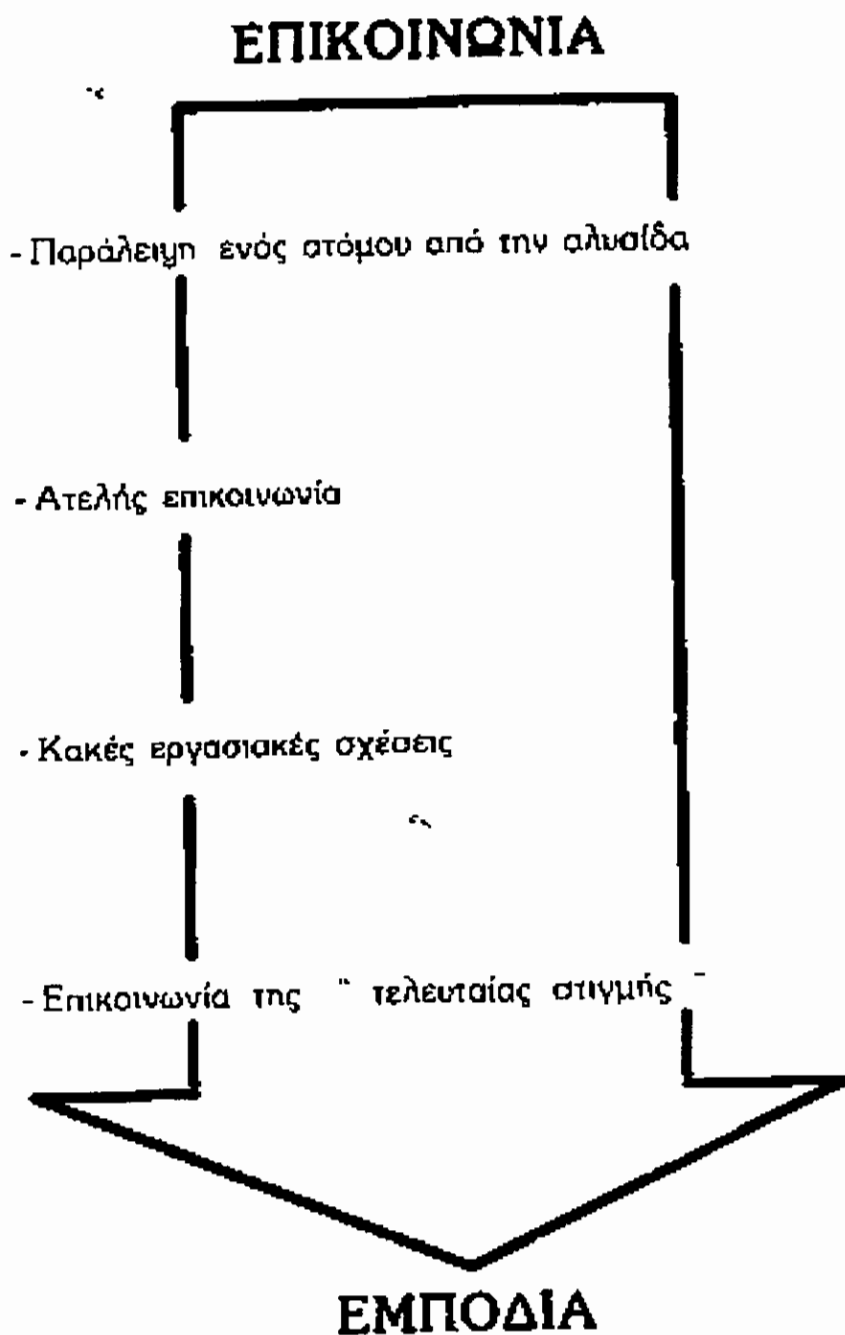 ΕΠΙΚΟΙΝΩΝΙΑ
- Παράλειψη ενός ατόμου από την αλυσίδα
- Ατελής επικοινωνία
- Κακές εργασιακές σχέσεις
- Επικοινωνία της " τελευταίας στιγμής "
ΕΜΠΟΔΙΑ